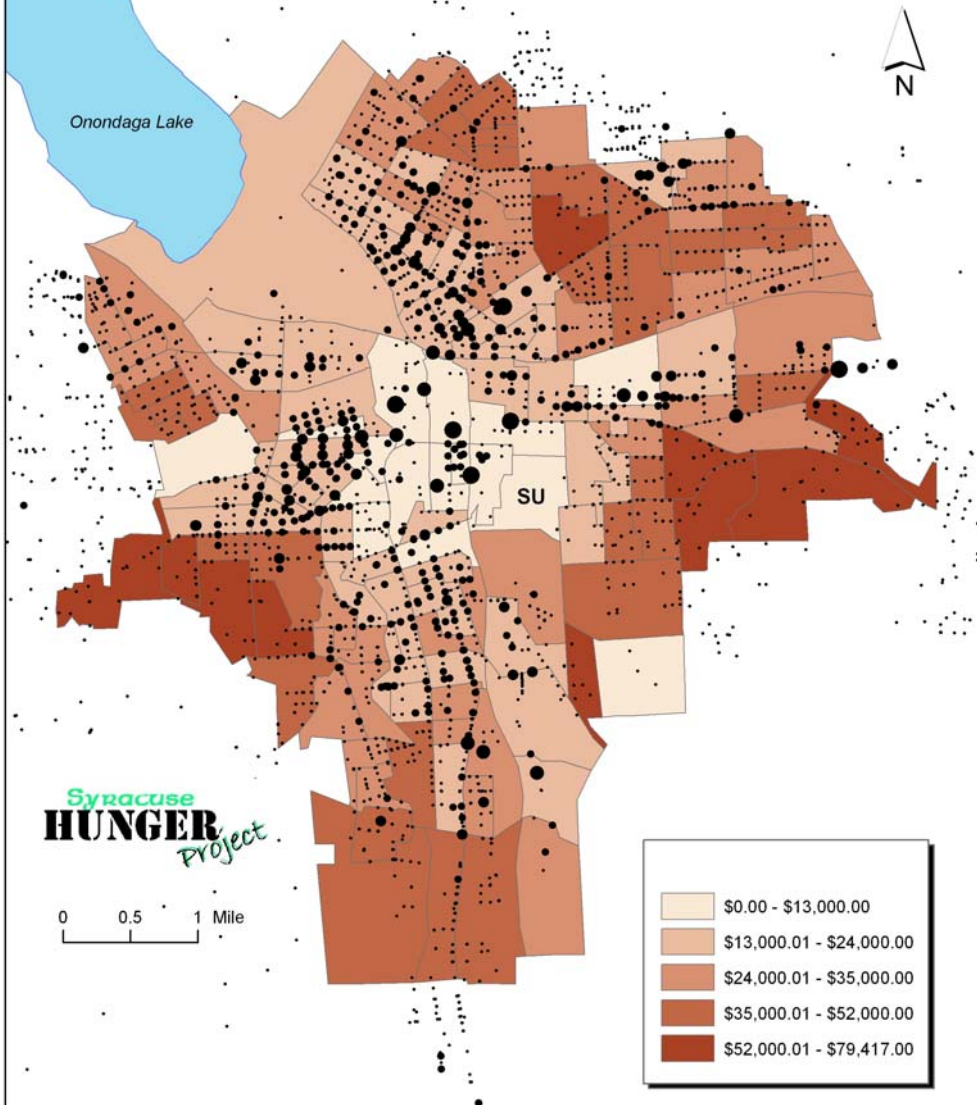 Onondaga Lake
N
SU
Syracuse
HUNGER
Project
0 0.5 1 Mile
$0.00 - $13,000.00
$13,000.01 - $24,000.00
$24,000.01 - $35,000.00
$35,000.01 - $52,000.00
$52,000.01 - $79,417.00